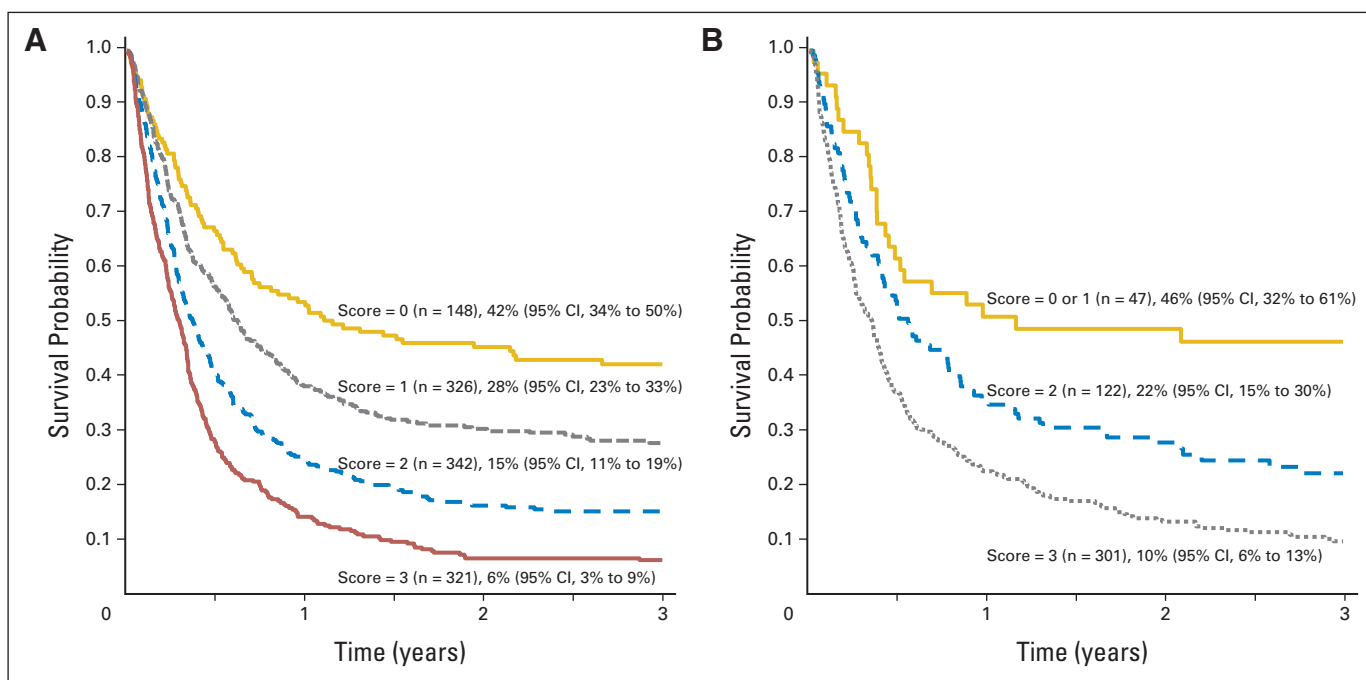 A
Survival Probability
1.0
0.9
0.8
0.7
0.6
0.5
0.4
0.3
0.2
0.1
0
1
2
3
Time (years)
Score = 0 (n = 148), 42% (95% CI, 34% to 50%)
Score = 1 (n = 326), 28% (95% CI, 23% to 33%)
Score = 2 (n = 342), 15% (95% CI, 11% to 19%)
Score = 3 (n = 321), 6% (95% CI, 3% to 9%)
B
Survival Probability
1.0
0.9
0.8
0.7
0.6
0.5
0.4
0.3
0.2
0.1
0
1
2
3
Time (years)
Score = 0 or 1 (n = 47), 46% (95% CI, 32% to 61%)
Score = 2 (n = 122), 22% (95% CI, 15% to 30%)
Score = 3 (n = 301), 10% (95% CI, 6% to 13%)